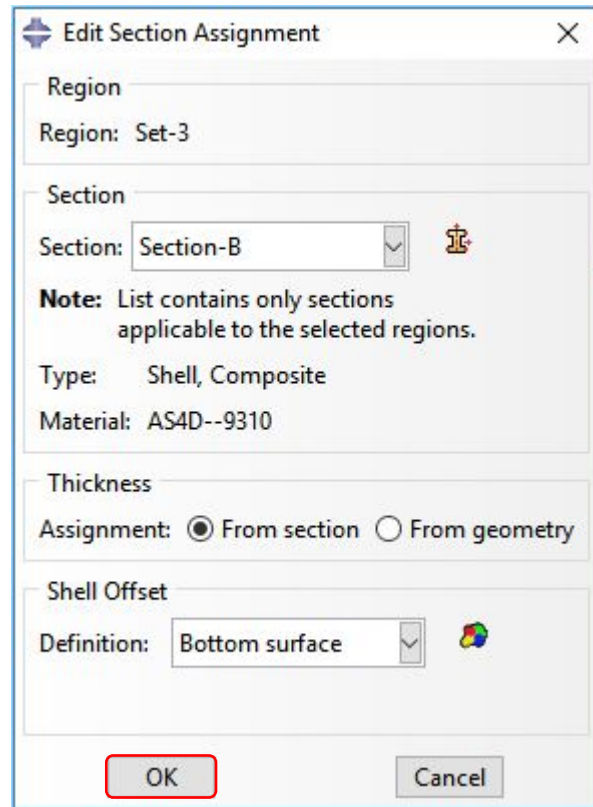 Edit Section Assignment
Region
Region: Set-3
Section
Section: Section-B
Note: List contains only sections
applicable to the selected regions.
Type: Shell, Composite
Material: AS4D--9310
Thickness
Assignment: From section From geometry
Shell Offset
Definition: Bottom surface
OK Cancel